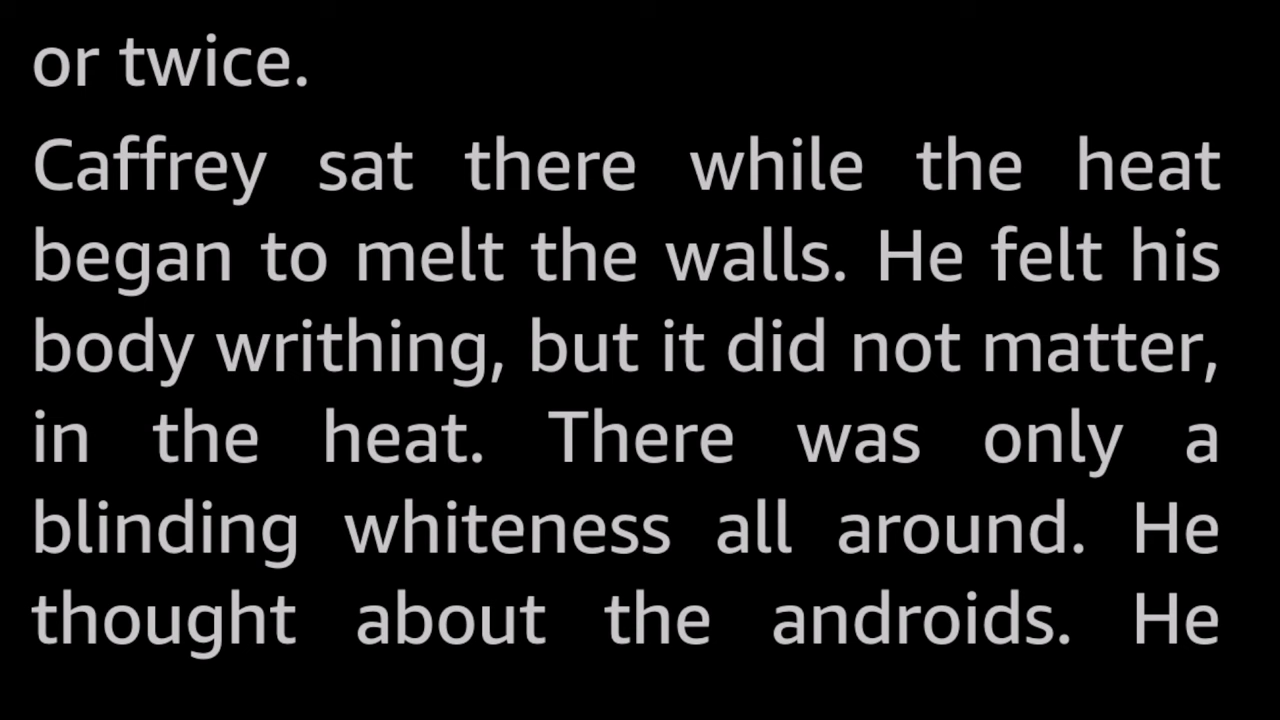 or twice.
Caffrey sat there while the heat
began to melt the walls. He felt his
body writhing, but it did not matter,
in the heat. There was only a
blinding whiteness all around. He
thought about the androids. He